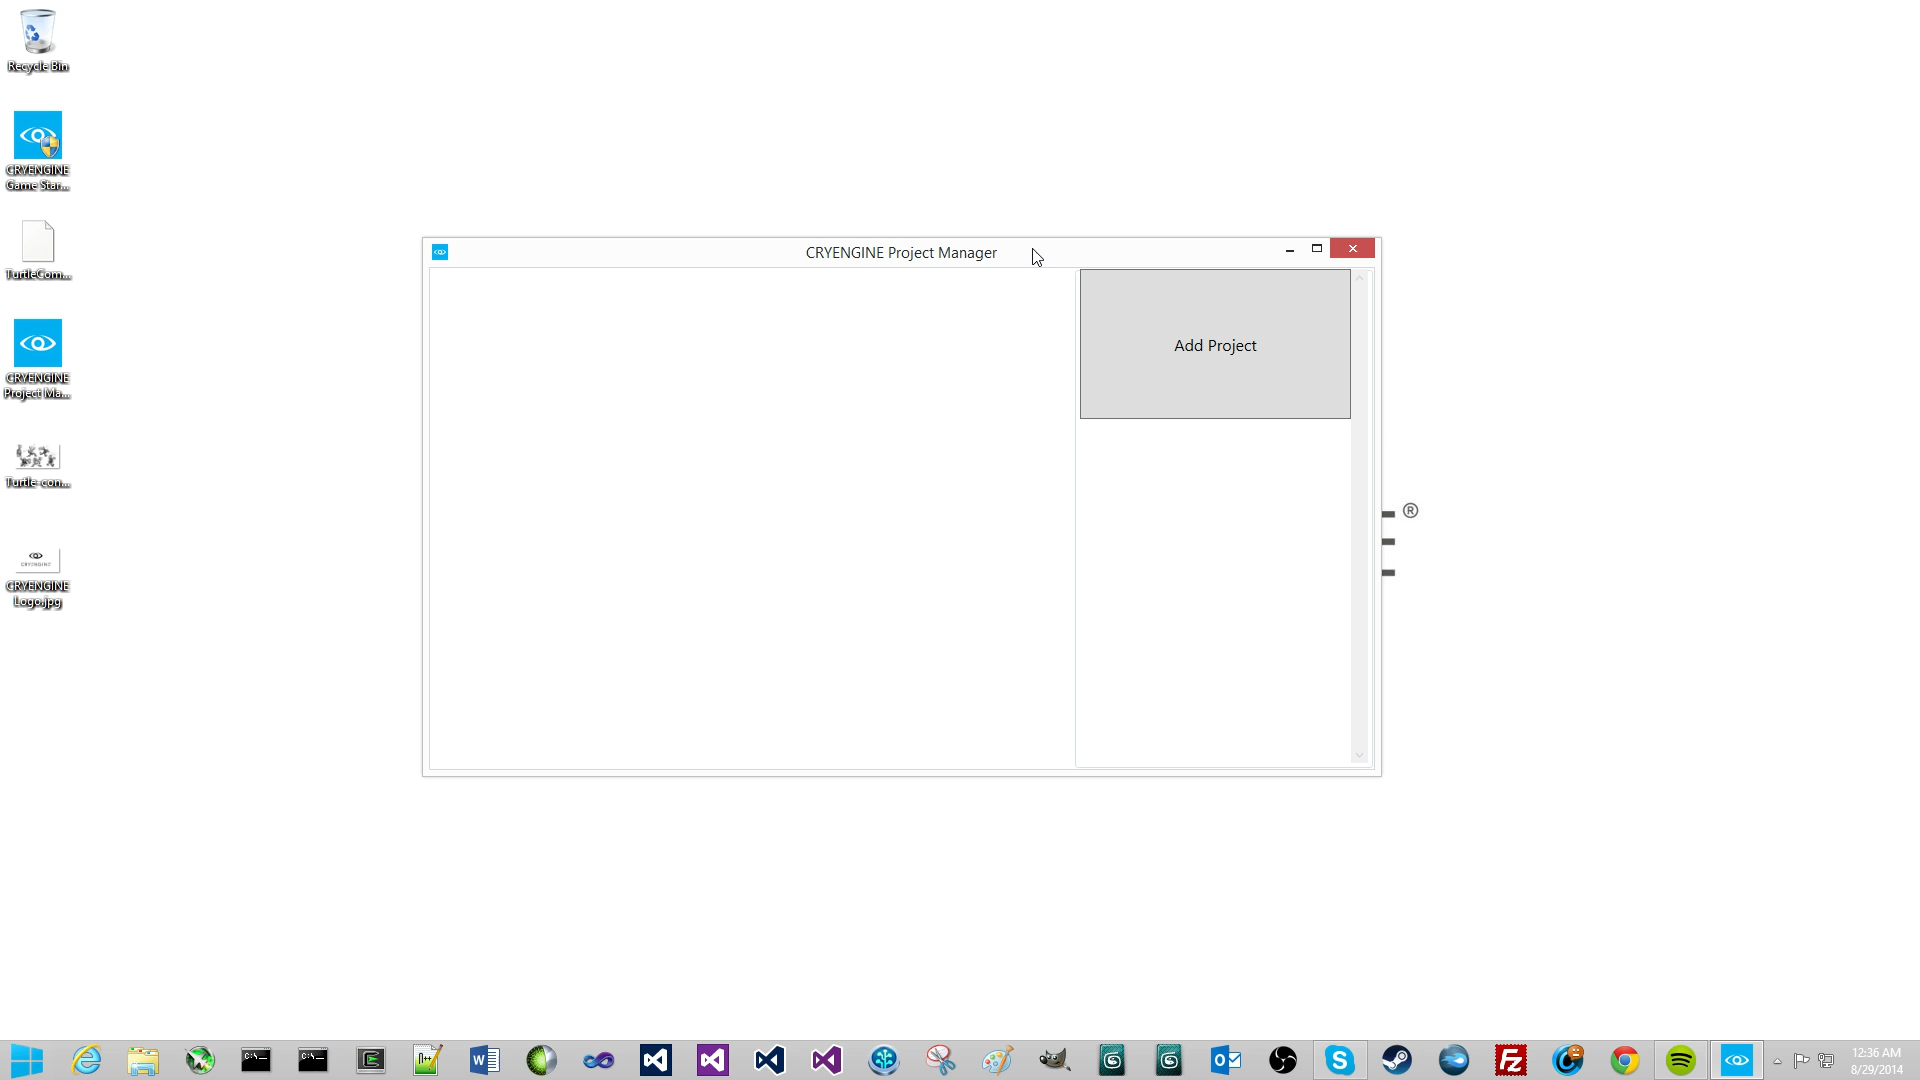 Recycle Bin
CRYENGINE
Game Star...
TurtleCom...
CRYENGINE
Project Ma...
Turtle-con...
CRYENGINE
CRYENGINE
Logo.jpg
CRYENGINE Project Manager
Add Project
®
C:\_
C:\_
12:36 AM
8/29/2014